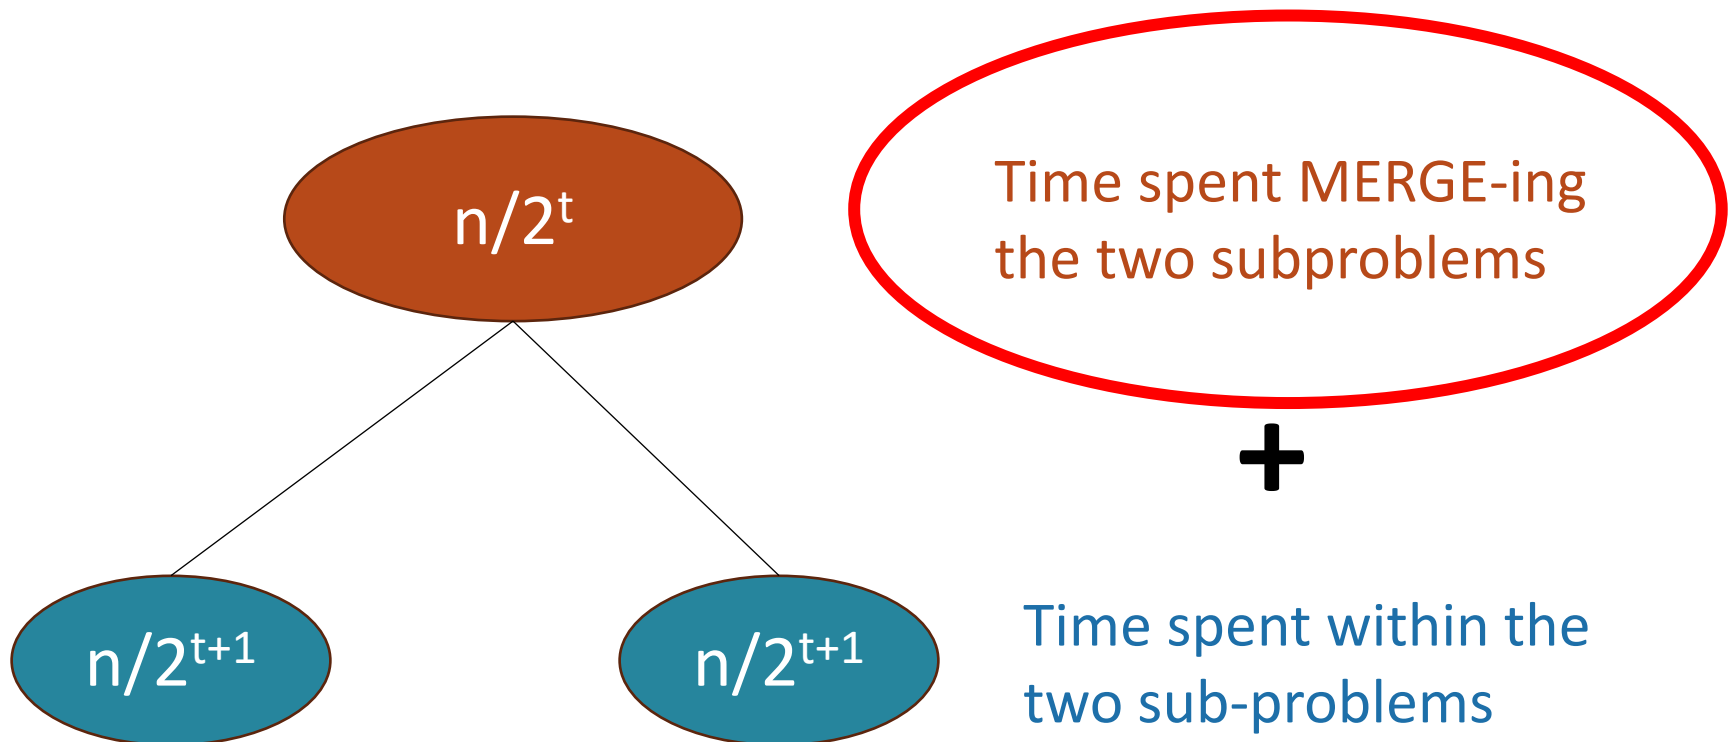 n/2^t
Time spent MERGE-ing
the two subproblems
+
n/2^t+1
n/2^t+1
Time spent within the
two sub-problems